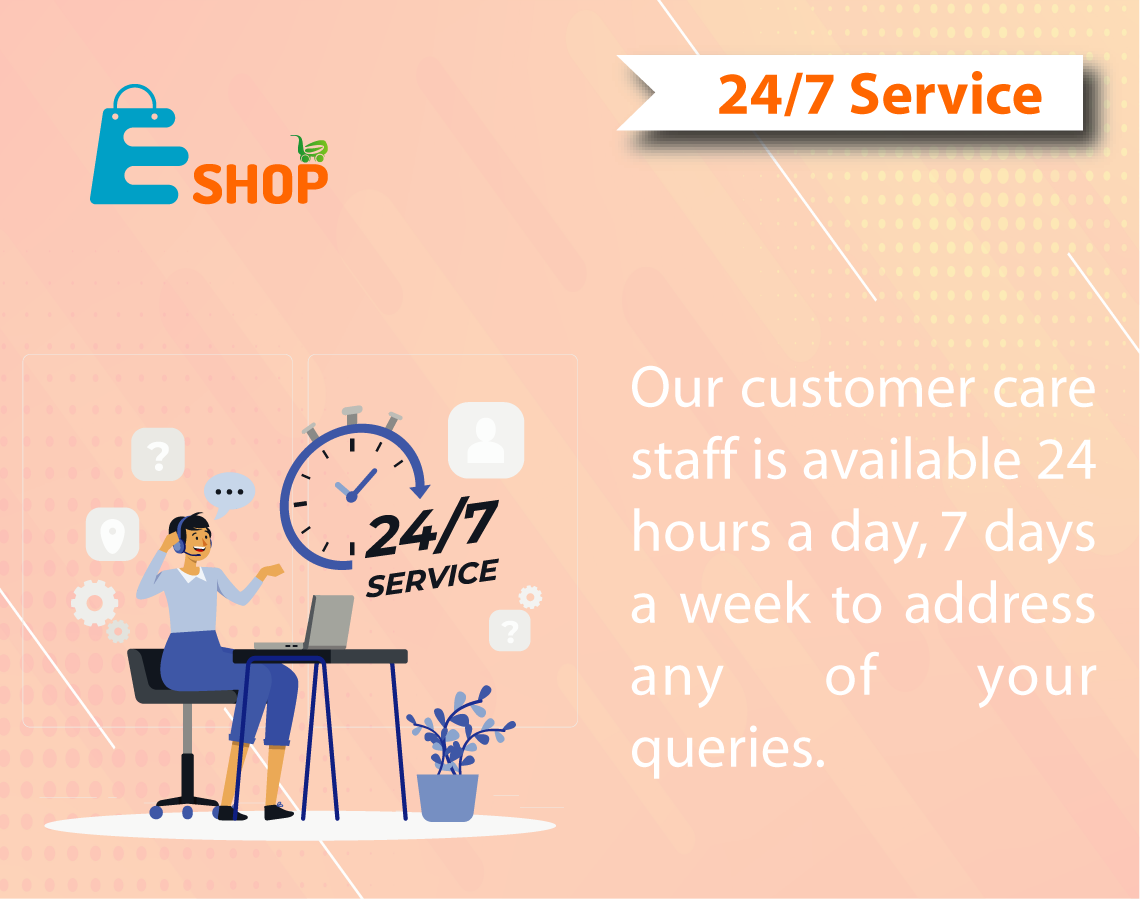 E SHOP
24/7 Service
? 
24/7
SERVICE
?
Our customer care
staff is available 24
hours a day, 7 days
a week to address
any of your
queries.